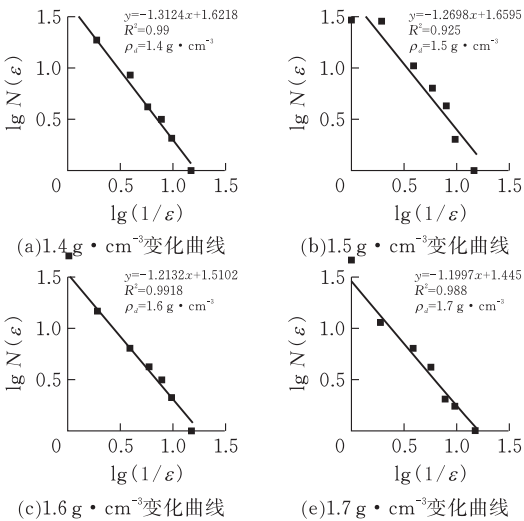 y=−1.3124x+1.6218
R²=0.99
ρd=1.4 g·cm⁻³
1.5
1.0
0.5
0
0.5
1.0
1.5
lg N(ε)
lg(1/ε)
(a)1.4 g·cm⁻³变化曲线
y=−1.2698x+1.6595
R²=0.925
ρd=1.5 g·cm⁻³
1.5
1.0
0.5
0
0.5
1.0
1.5
lg N(ε)
lg(1/ε)
(b)1.5 g·cm⁻³变化曲线
y=−1.2132x+1.5102
R²=0.9918
ρd=1.6 g·cm⁻³
1.5
1.0
0.5
0
0.5
1.0
1.5
lg N(ε)
lg(1/ε)
(c)1.6 g·cm⁻³变化曲线
y=−1.1997x+1.445
R²=0.988
ρd=1.7 g·cm⁻³
1.5
1.0
0.5
0
0.5
1.0
1.5
lg N(ε)
lg(1/ε)
(e)1.7 g·cm⁻³变化曲线